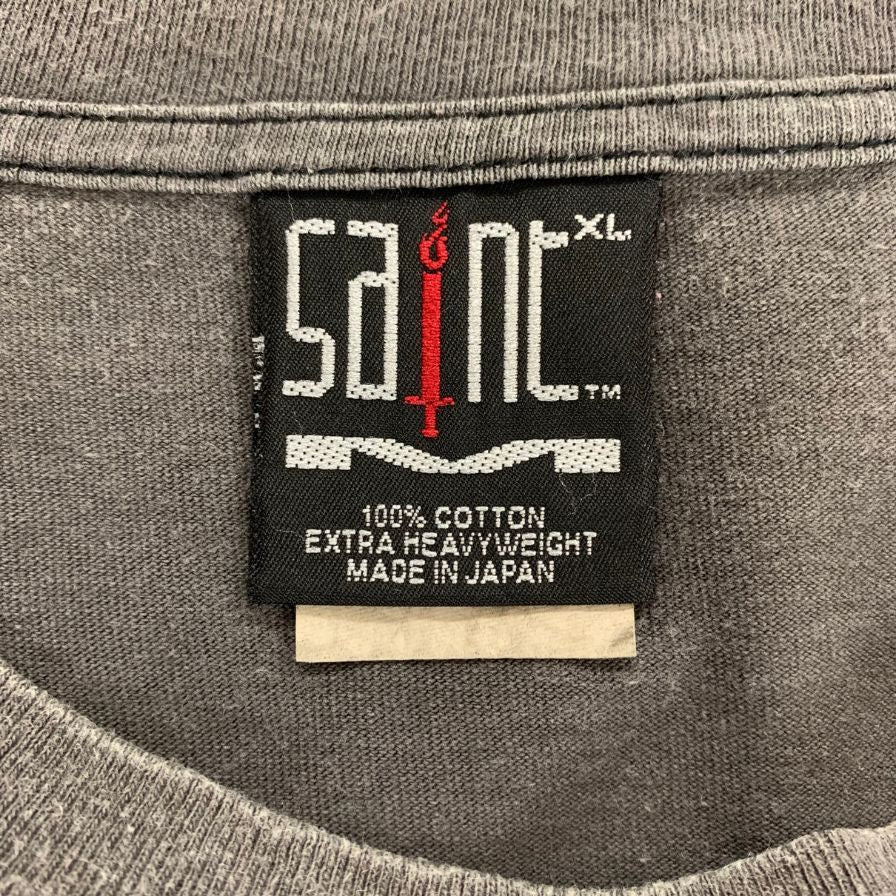 SAINT XL
TM
100% COTTON
EXTRA HEAVYWEIGHT
MADE IN JAPAN